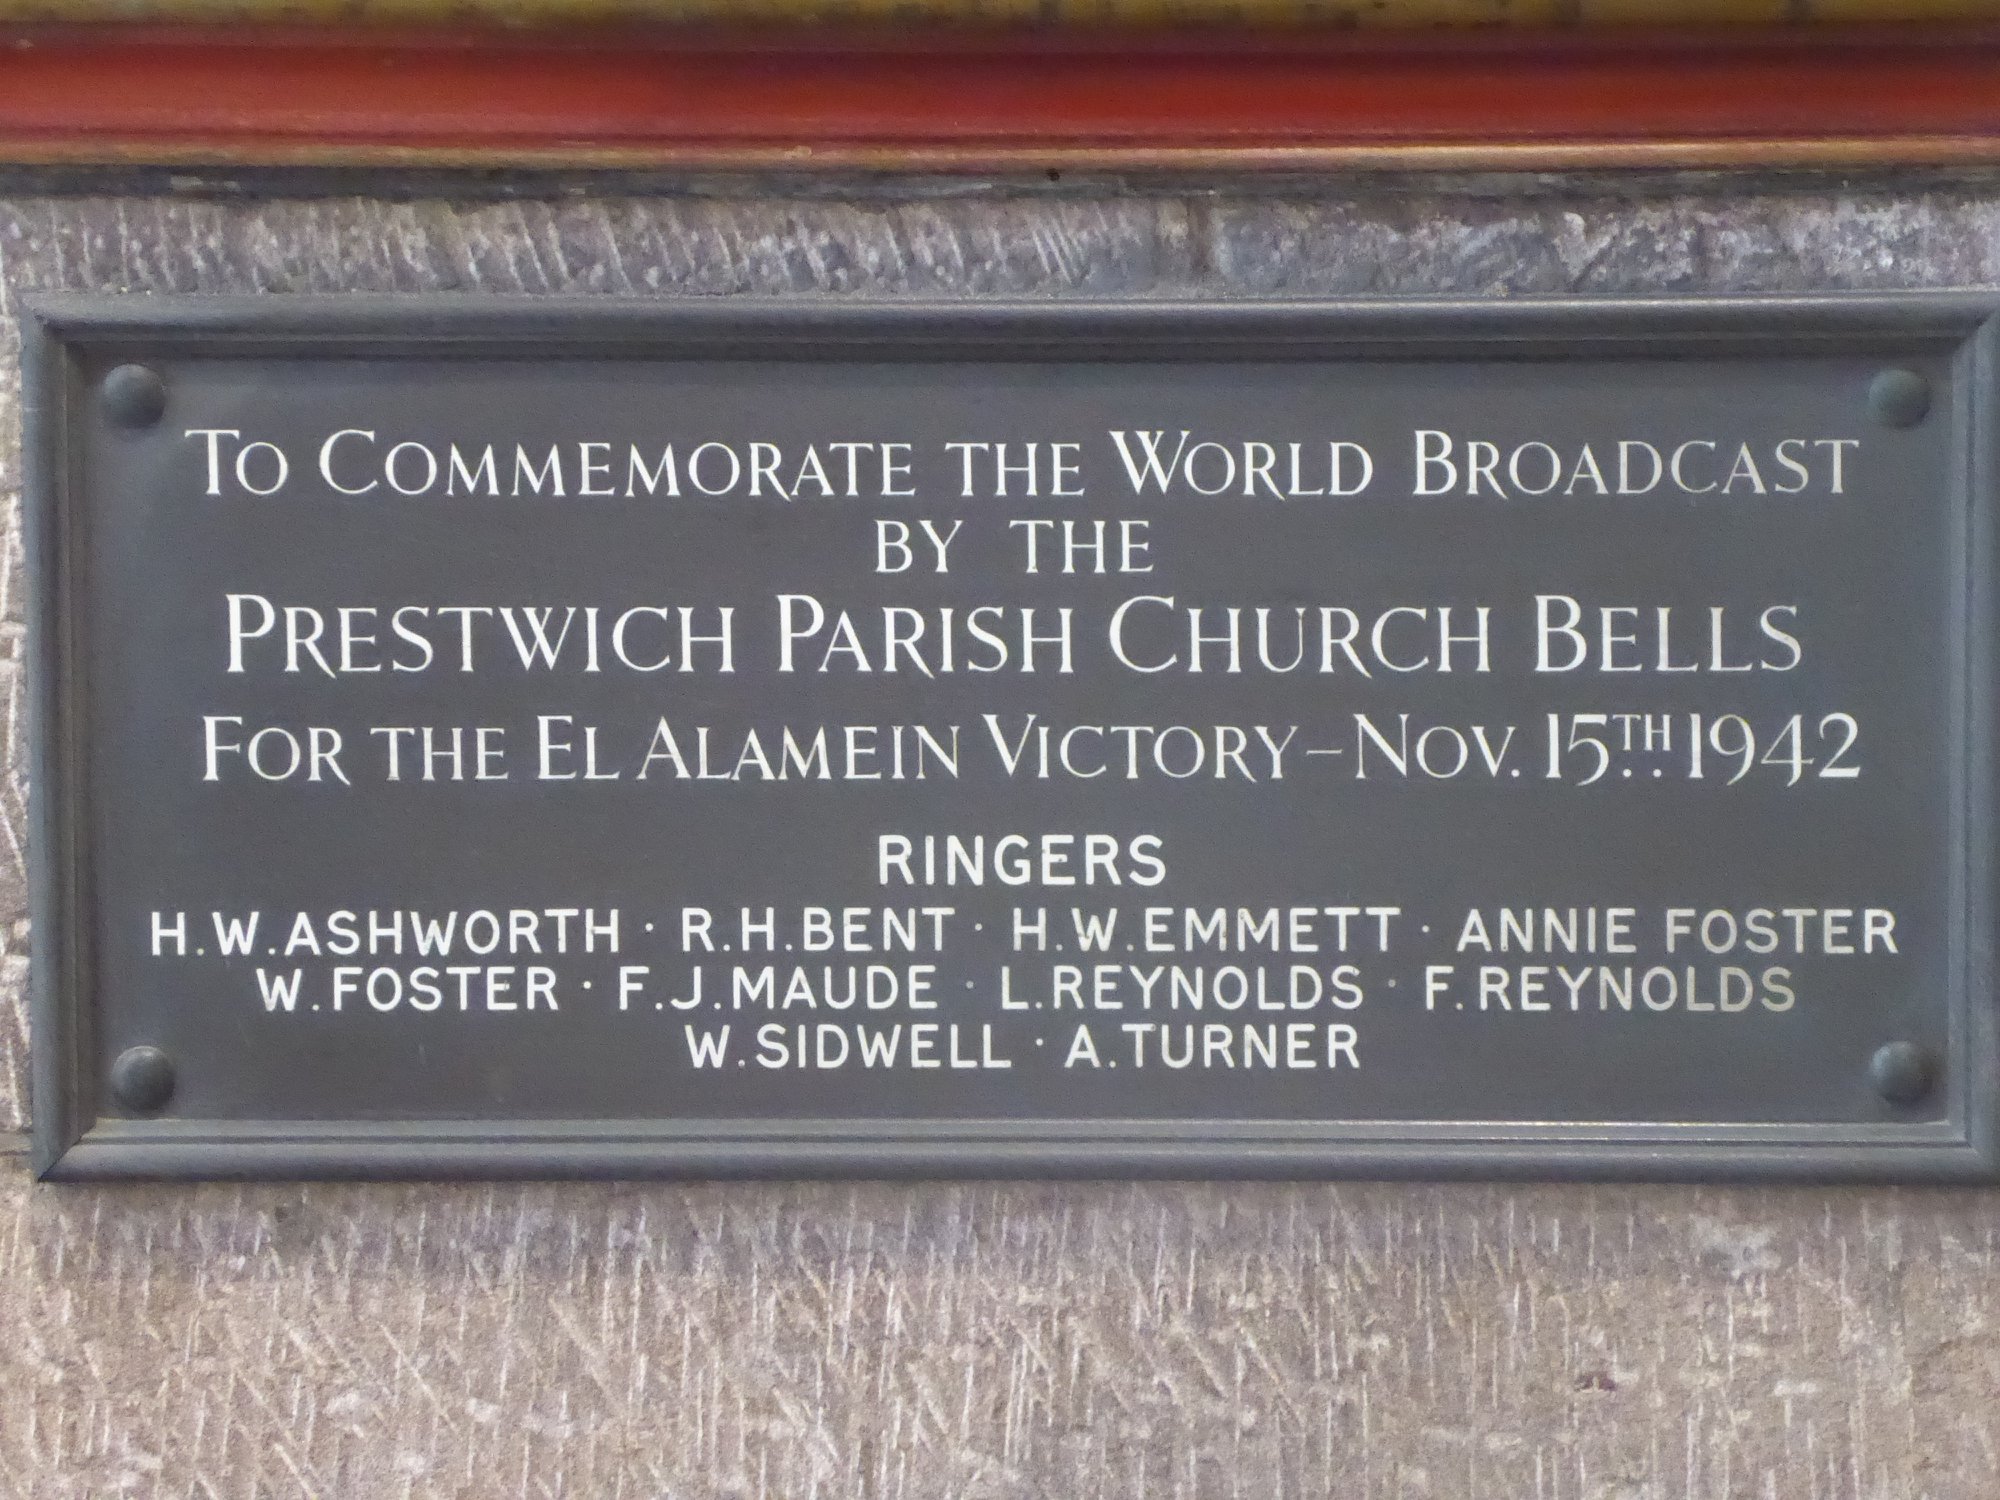 To Commemorate the World Broadcast
by the
Prestwich Parish Church Bells
For the El Alamein Victory – Nov. 15TH 1942
RINGERS
H.W.ASHWORTH · R.H.BENT · H.W.EMMETT · ANNIE FOSTER
W.FOSTER · F.J.MAUDE · L.REYNOLDS · F.REYNOLDS
W.SIDWELL · A.TURNER